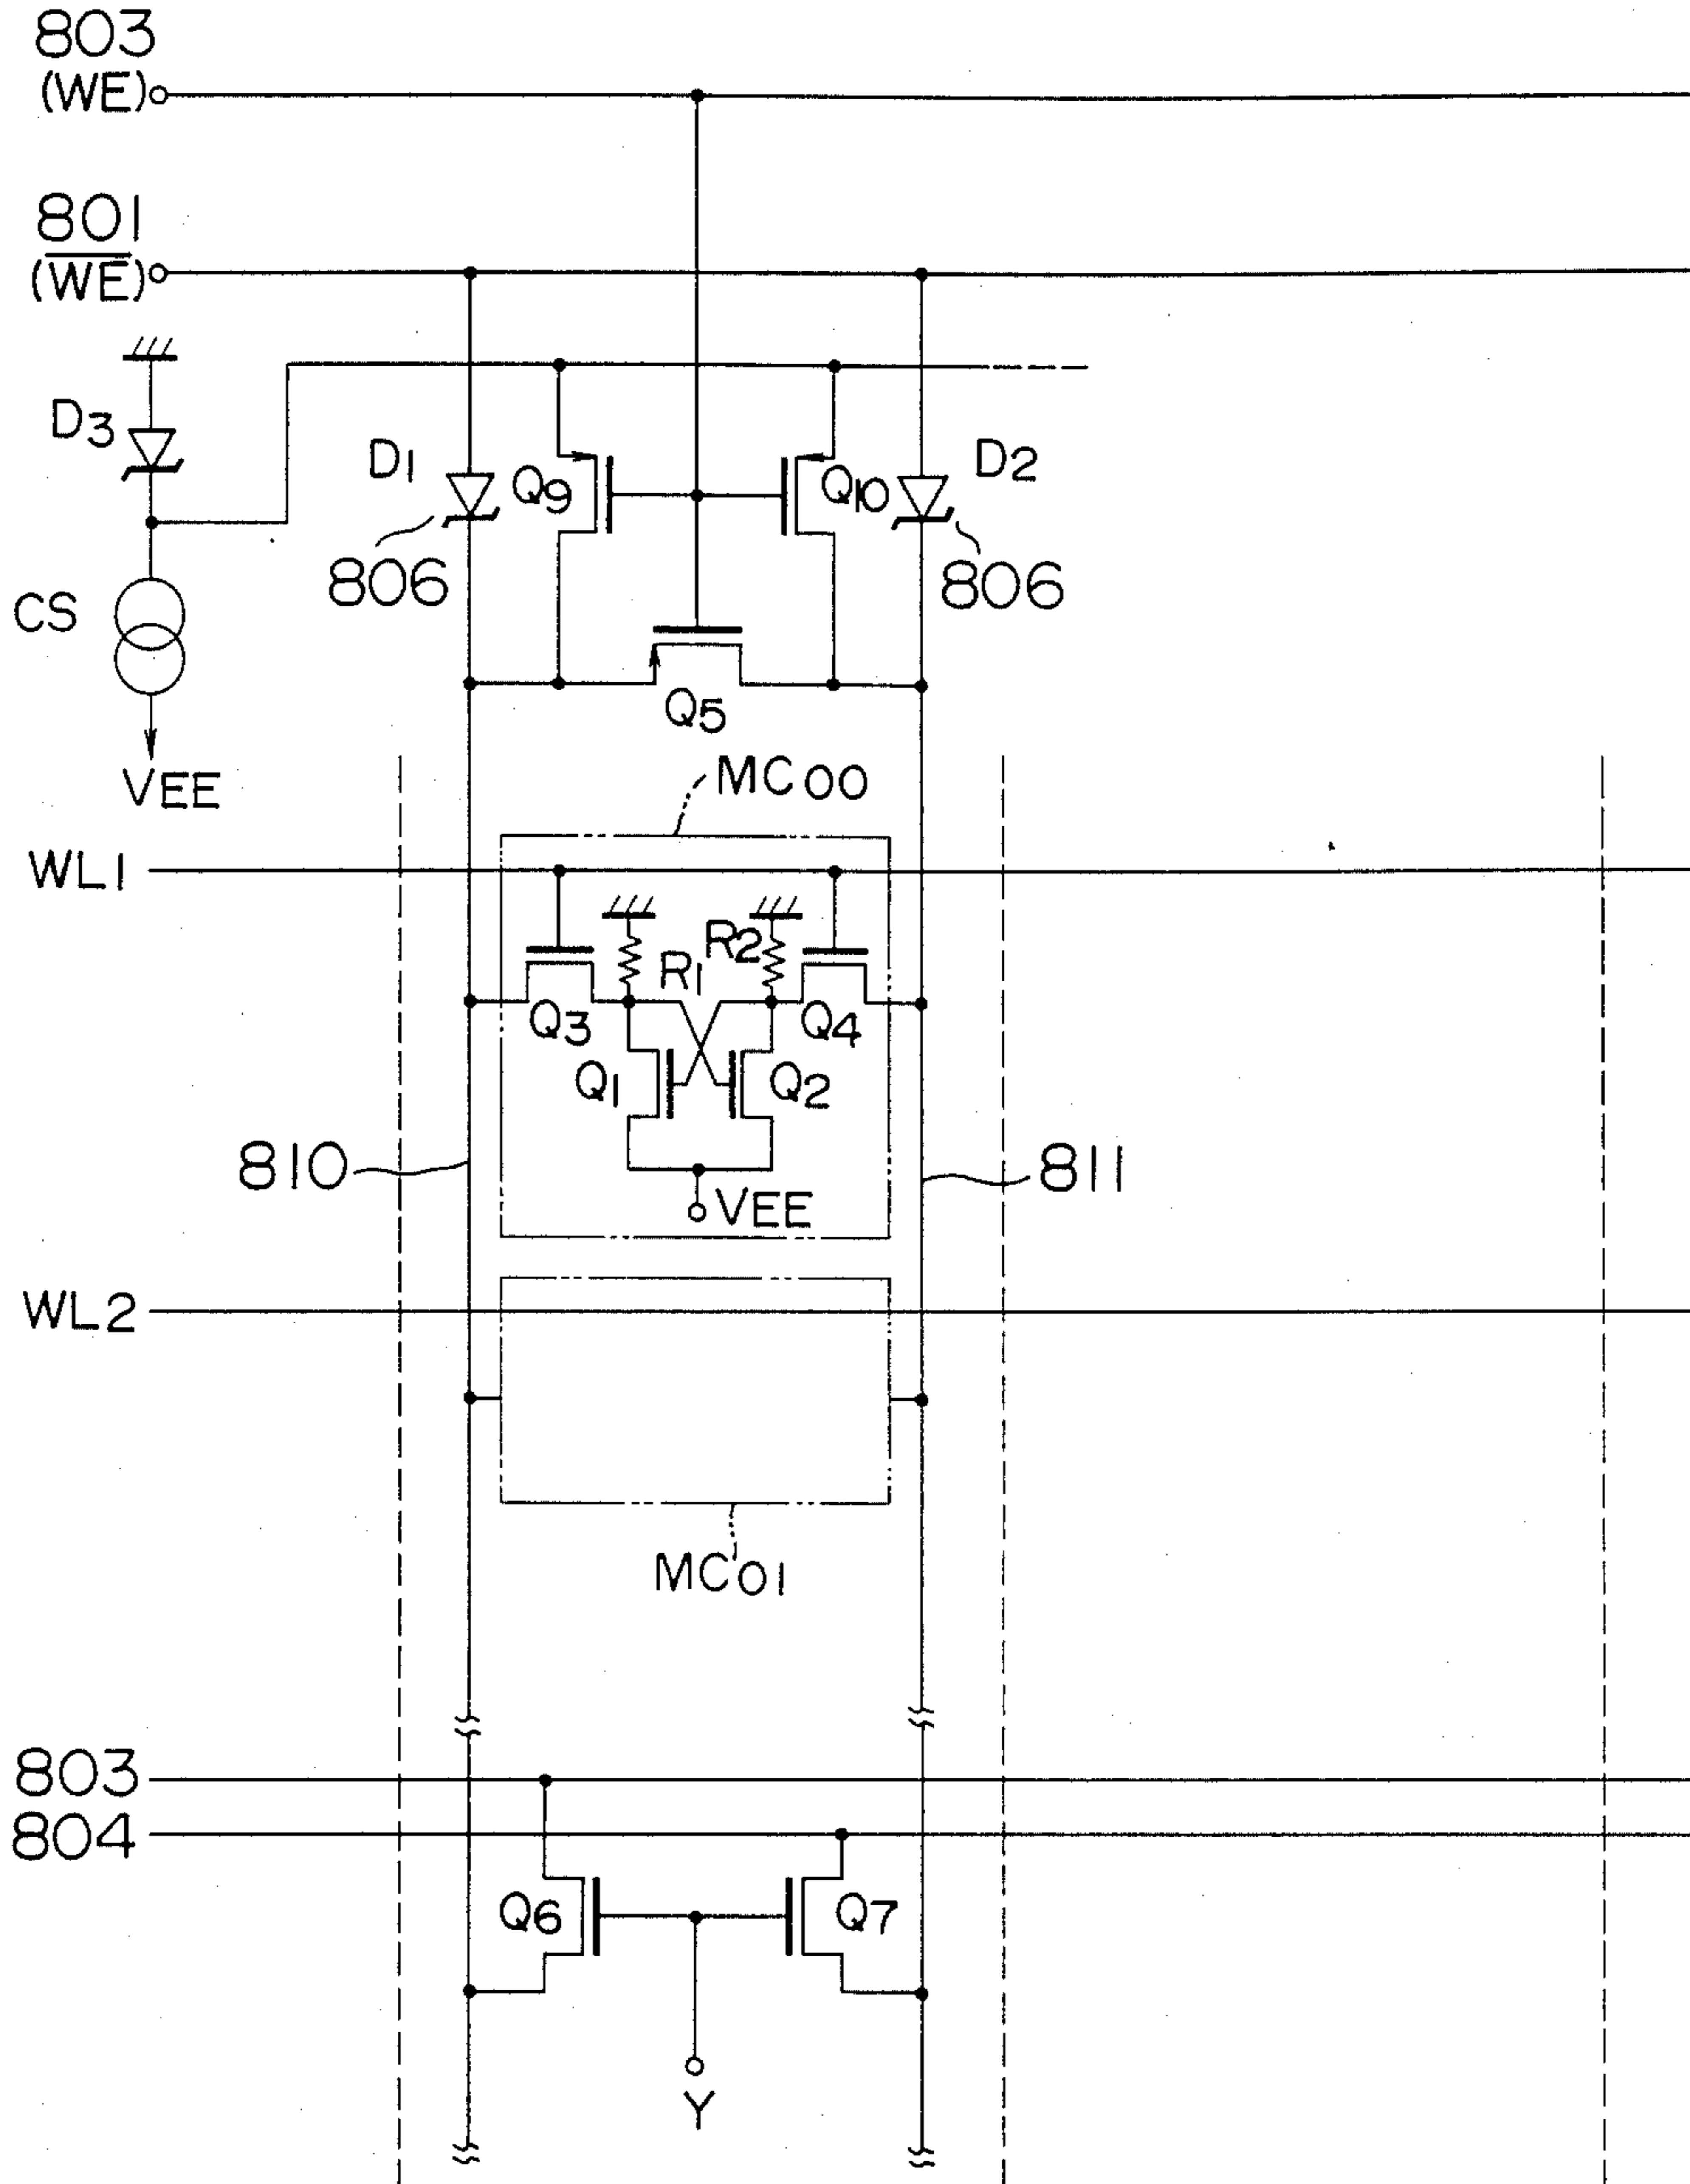 803
(WE)
801
(W̅E̅)
D3
D1
Q9
Q10
D2
806
806
CS
Q5
VEE
MC00
WL1
R1
R2
Q3
Q4
Q1
Q2
810
811
VEE
WL2
MC01
803
804
Q6
Q7
Y